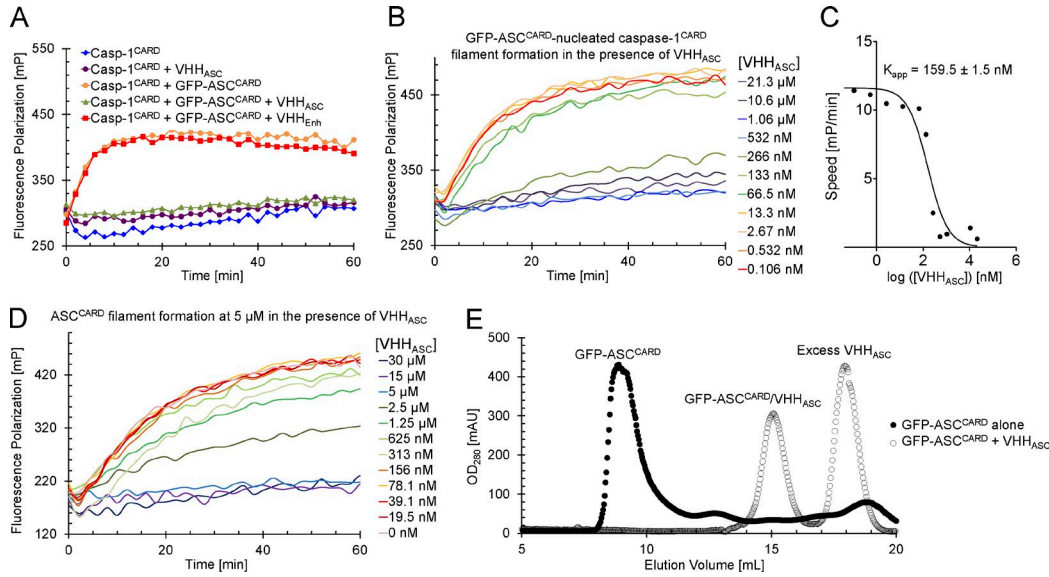 A
Fluorescence Polarization [mP]
550
450
350
250
Casp-1CARD
Casp-1CARD + VHHASC
Casp-1CARD + GFP-ASCCARD
Casp-1CARD + GFP-ASCCARD + VHHASC
Casp-1CARD + GFP-ASCCARD + VHHEnh
0 20 40 60
Time [min]
B
GFP-ASCCARD-nucleated caspase-1CARD
filament formation in the presence of VHHASC
Fluorescence Polarization [mP]
450
350
250
0 20 40 60
Time [min]
[VHHASC]
21.3 µM
10.6 µM
1.06 µM
532 nM
266 nM
133 nM
66.5 nM
13.3 nM
2.67 nM
0.532 nM
0.106 nM
C
Speed [mP/min]
15
10
5
Kapp = 159.5 ± 1.5 nM
0 2 4 6
log ([VHHASC]) [nM]
D
ASCCARD filament formation at 5 µM in the presence of VHHASC
Fluorescence Polarization [mP]
420
320
220
120
0 20 40 60
Time [min]
[VHHASC]
30 µM
15 µM
5 µM
2.5 µM
1.25 µM
625 nM
313 nM
156 nM
78.1 nM
39.1 nM
19.5 nM
0 nM
E
OD280 [mAU]
500
400
300
200
100
0
GFP-ASCCARD
GFP-ASCCARD/VHHASC
Excess VHHASC
GFP-ASCCARD alone
GFP-ASCCARD + VHHASC
5 10 15 20
Elution Volume [mL]